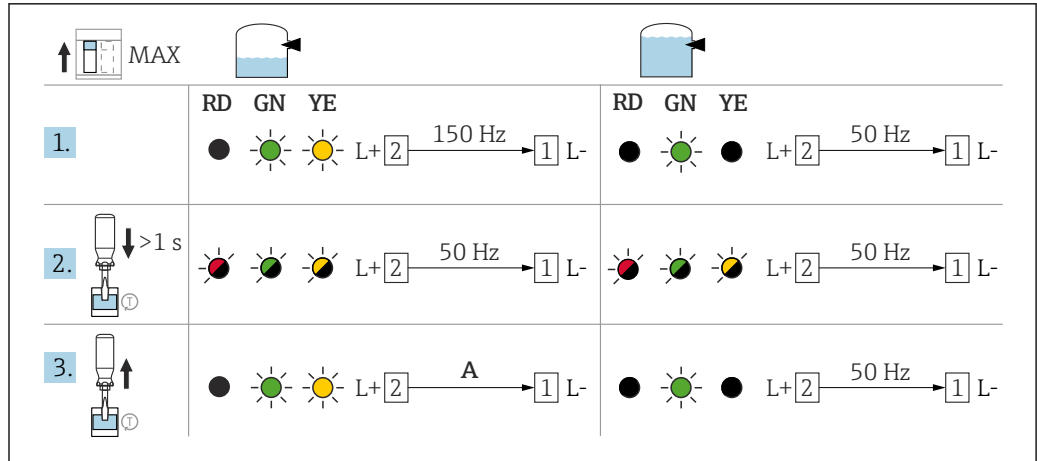 MAX
RD GN YE RD GN YE
1. L+ 2 150 Hz 1 L- L+ 2 50 Hz 1 L-
2. >1 s T L+ 2 50 Hz 1 L- L+ 2 50 Hz 1 L-
3. T L+ 2 A 1 L- L+ 2 50 Hz 1 L-